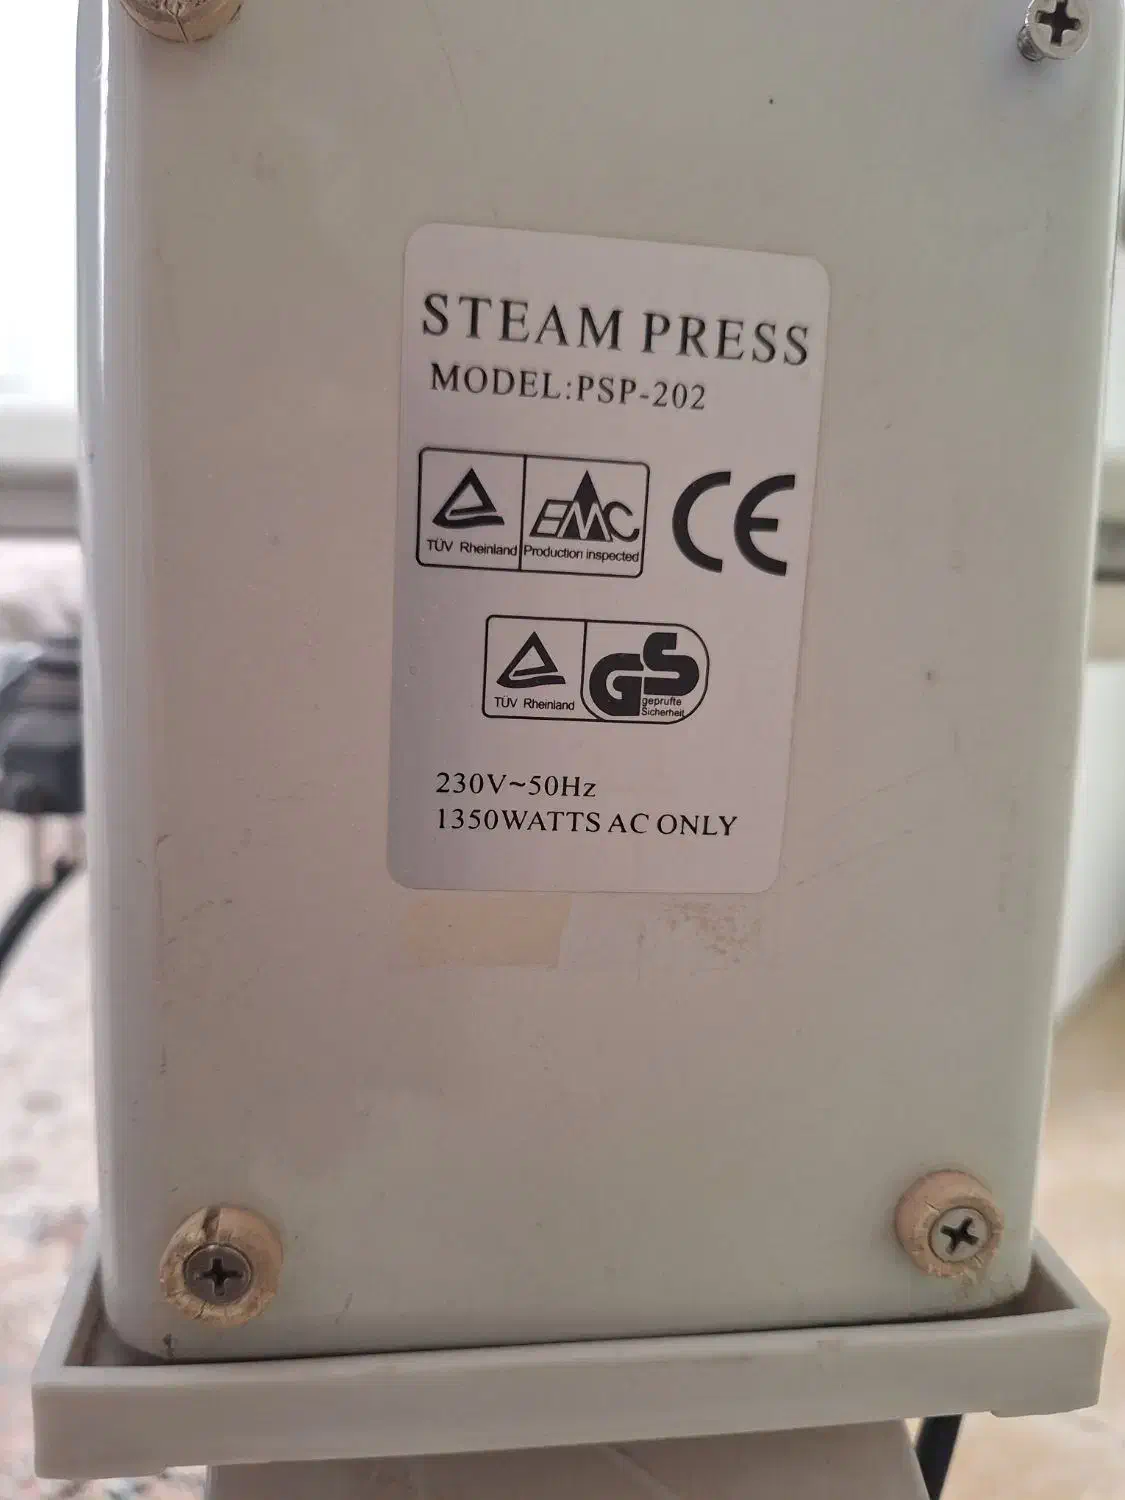 STEAM PRESS
MODEL:PSP-202
TÜV Rheinland
EMC
Production inspected
CE
TÜV Rheinland
GS
geprüfte
Sicherheit
230V~50Hz
1350WATTS AC ONLY